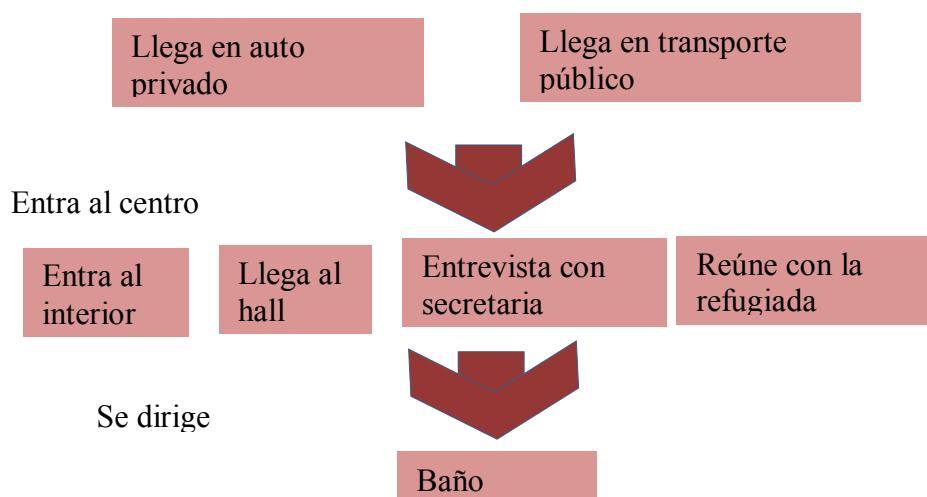 Llega en auto
privado
Llega en transporte
público
Entra al centro
Entra al
interior
Llega al
hall
Entrevista con
secretaria
Reúne con la
refugiada
Se dirige
Baño